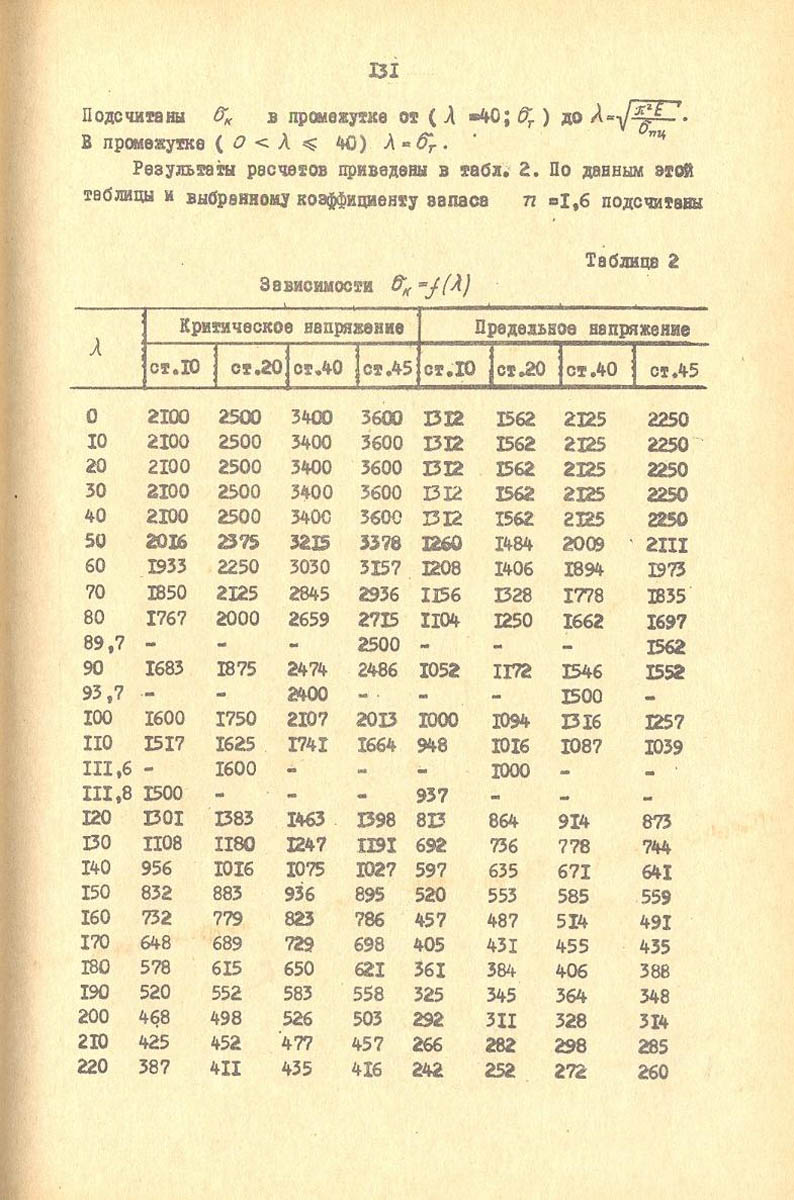 131
Подсчитаны σк в промежутке от ( λ =40; σт ) до λ=√π²E/σпц .
В промежутке ( 0 < λ ⩽ 40) λ=σт.
Результаты расчетов приведены в табл. 2. По данным этой
таблицы и выбранному коэффициенту запаса n =1,6 подсчитаны
Таблица 2
Зависимости σк=f(λ)
λ Критическое напряжение Предельное напряжение
ст.10 ст.20 ст.40 ст.45 ст.10 ст.20 ст.40 ст.45
0 2100 2500 3400 3600 1312 1562 2125 2250
10 2100 2500 3400 3600 1312 1562 2125 2250
20 2100 2500 3400 3600 1312 1562 2125 2250
30 2100 2500 3400 3600 1312 1562 2125 2250
40 2100 2500 3400 3600 1312 1562 2125 2250
50 2016 2375 3215 3378 1260 1484 2009 2111
60 1933 2250 3030 3157 1208 1406 1894 1973
70 1850 2125 2845 2936 1156 1328 1778 1835
80 1767 2000 2659 2715 1104 1250 1662 1697
89,7 - - - 2500 - - - 1562
90 1683 1875 2474 2486 1052 1172 1546 1552
93,7 - - 2400 - - - 1500 -
100 1600 1750 2107 2013 1000 1094 1316 1257
110 1517 1625 1741 1664 948 1016 1087 1039
111,6 - 1600 - - - 1000 - -
111,8 1500 - - - 937 - - -
120 1301 1383 1463 1398 813 864 914 873
130 1108 1180 1247 1191 692 736 778 744
140 956 1016 1075 1027 597 635 671 641
150 832 883 936 895 520 553 585 559
160 732 779 823 786 457 487 514 491
170 648 689 729 698 405 431 455 435
180 578 615 650 621 361 384 406 388
190 520 552 583 558 325 345 364 348
200 468 498 526 503 292 311 328 314
210 425 452 477 457 266 282 298 285
220 387 411 435 416 242 252 272 260